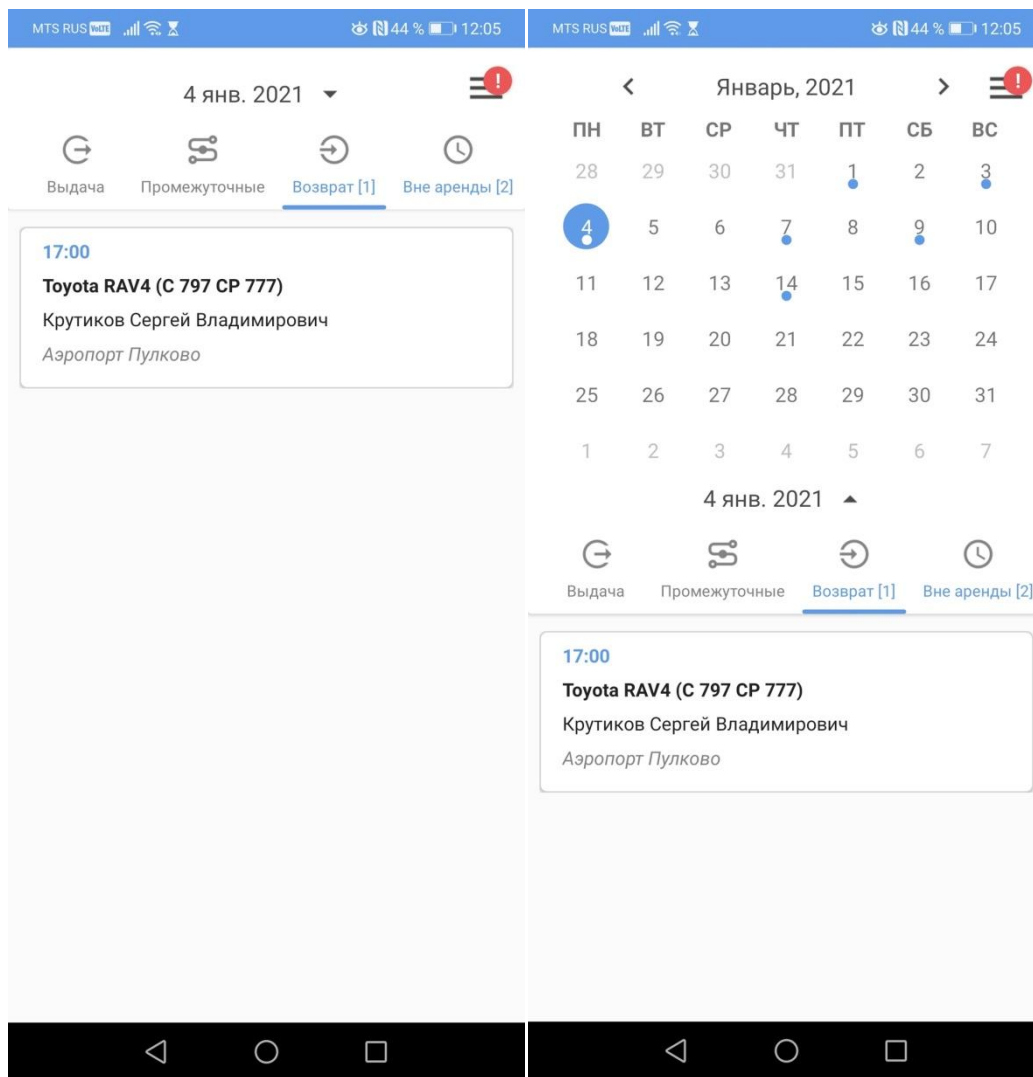 MTS RUS VoLTE 44 % 12:05
4 янв. 2021
!
Выдача Промежуточные Возврат [1] Вне аренды [2]
17:00
Toyota RAV4 (С 797 СР 777)
Крутиков Сергей Владимирович
Аэропорт Пулково
MTS RUS VoLTE 44 % 12:05
Январь, 2021
!
ПН ВТ СР ЧТ ПТ СБ ВС
28 29 30 31 1 2 3
4 5 6 7 8 9 10
11 12 13 14 15 16 17
18 19 20 21 22 23 24
25 26 27 28 29 30 31
1 2 3 4 5 6 7
4 янв. 2021
Выдача Промежуточные Возврат [1] Вне аренды [2]
17:00
Toyota RAV4 (С 797 СР 777)
Крутиков Сергей Владимирович
Аэропорт Пулково